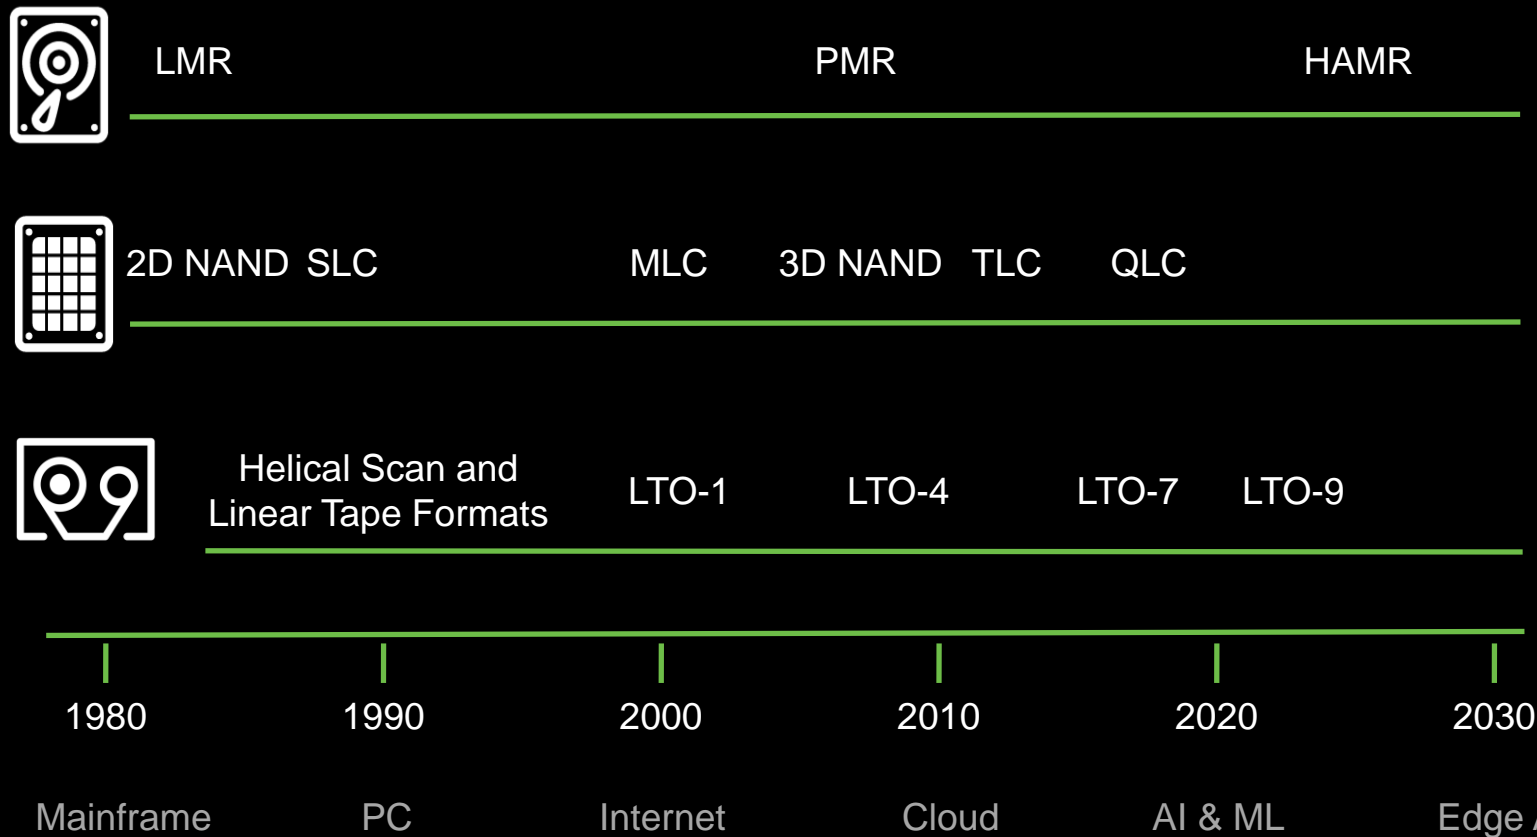 LMR PMR HAMR
2D NAND SLC MLC 3D NAND TLC QLC
Helical Scan and
Linear Tape Formats
LTO-1 LTO-4 LTO-7 LTO-9
1980 1990 2000 2010 2020 2030
Mainframe PC Internet Cloud AI & ML Edge